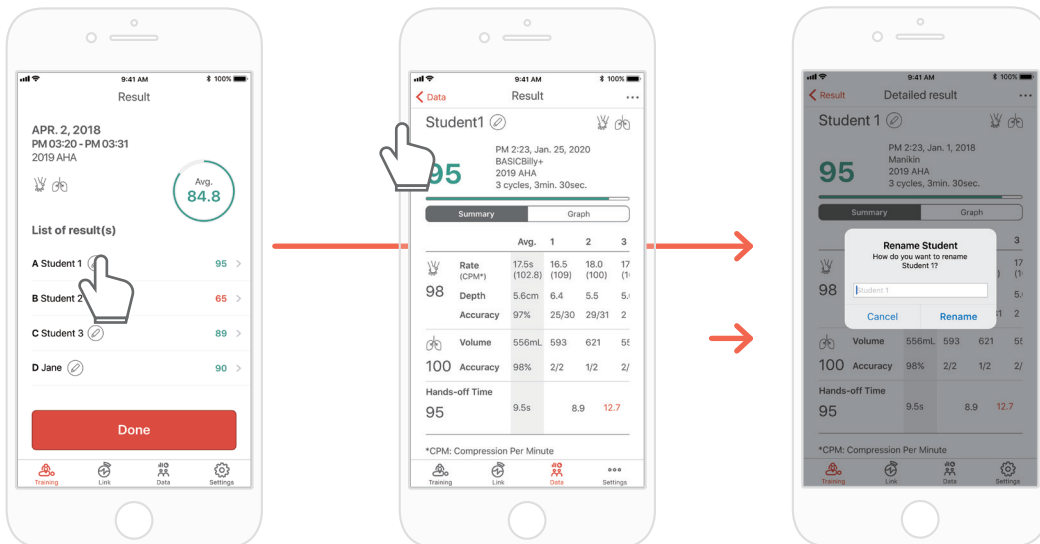 9:41 AM
100%
Result
APR. 2, 2018
PM 03:20 - PM 03:31
2019 AHA
Avg.
84.8
List of result(s)
A Student 1 95
B Student 2 65
C Student 3 89
D Jane 90
Done
Training Link Data Settings
9:41 AM
100%
Data Result
Student1
PM 2:23, Jan. 25, 2020
BASICBilly+
95 2019 AHA
3 cycles, 3min. 30sec.
Summary Graph
Avg. 1 2 3
Rate 17.5s 16.5 18.0 17
(CPM*) (102.8) (109) (100)
98 Depth 5.6cm 6.4 5.5
Accuracy 97% 25/30 29/31 2
Volume 556mL 593 621
100 Accuracy 98% 2/2 1/2 2/
Hands-off Time
95 9.5s 8.9 12.7
*CPM: Compression Per Minute
Training Link Data Settings
9:41 AM
100%
Result Detailed result
Student 1
PM 2:23, Jan. 1, 2018
Manikin
95 2019 AHA
3 cycles, 3min. 30sec.
Summary Graph
3
17
98
Rename Student
How do you want to rename
Student 1?
Student 1
Cancel Rename
2
Volume 556mL 593 621
100 Accuracy 98% 2/2 1/2 2/
Hands-off Time
95 9.5s 8.9 12.7
*CPM: Compression Per Minute
Training Link Data Settings